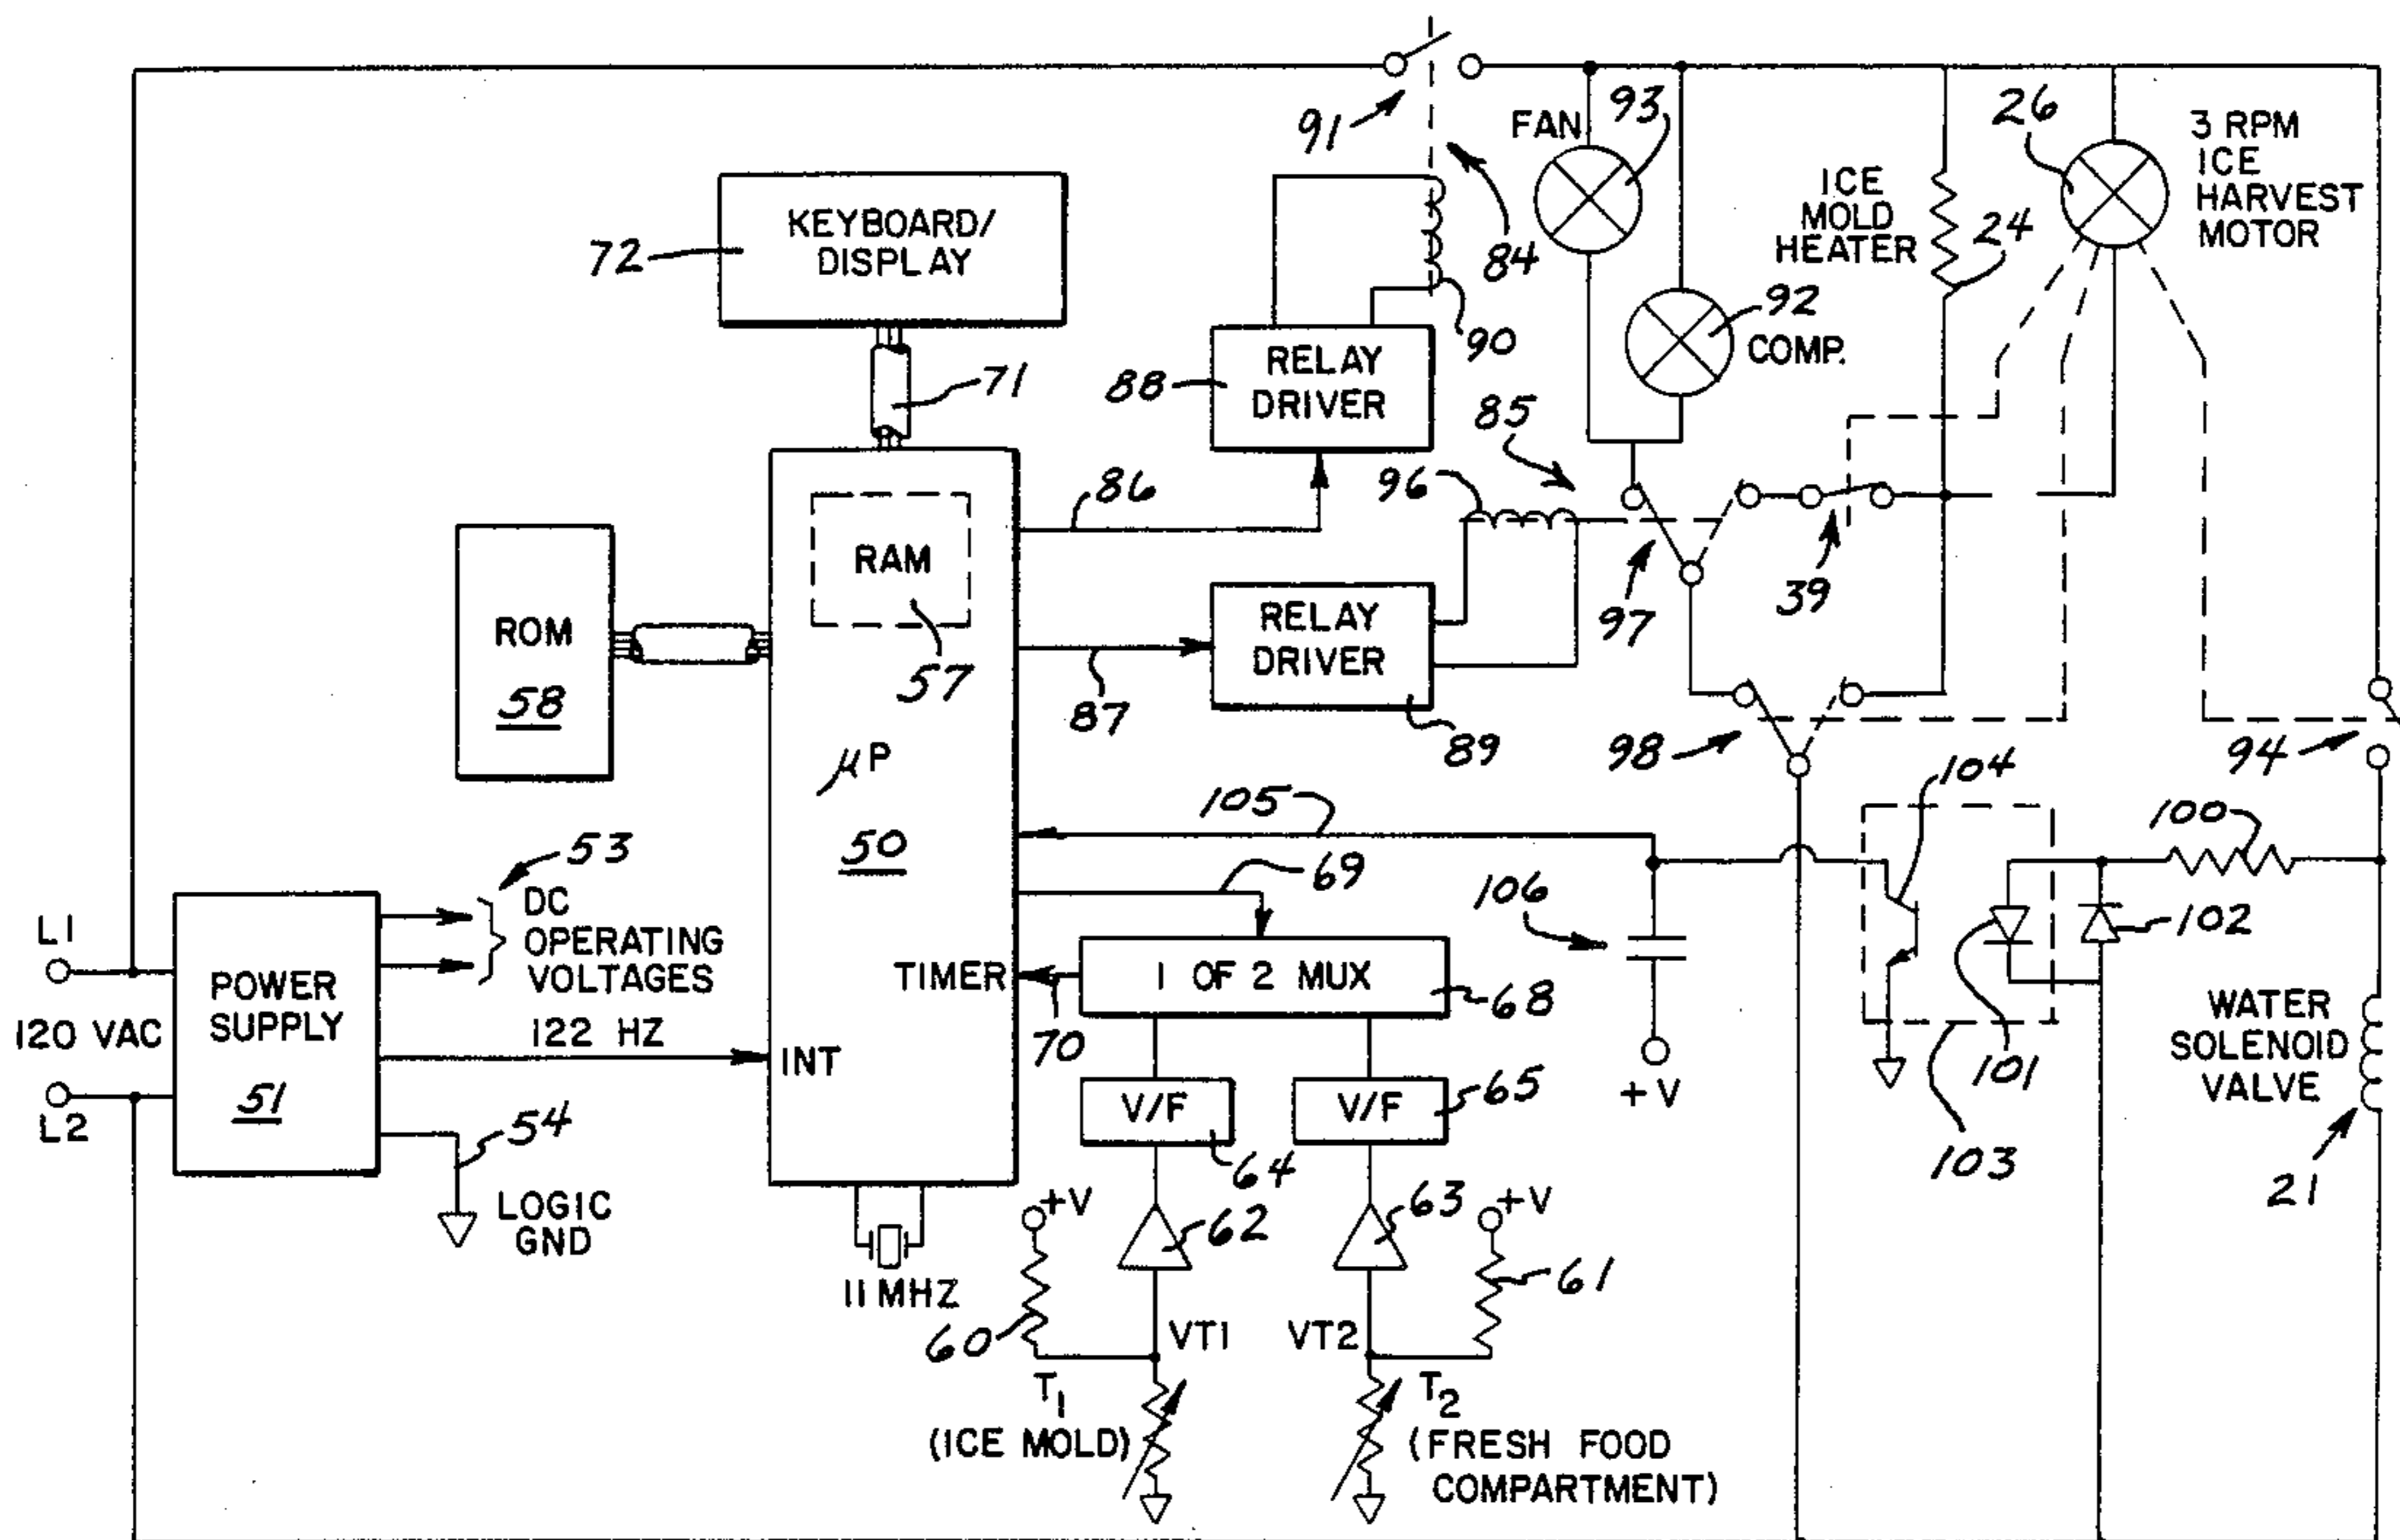 91
FAN
93
26
3 RPM
ICE
HARVEST
MOTOR
ICE
MOLD
HEATER
24
84
KEYBOARD/
DISPLAY
72
92
COMP.
90
RELAY
DRIVER
88
71
85
96
86
RAM
57
ROM
58
39
97
RELAY
DRIVER
87
89
98
94
μP
50
105
104
100
53
DC
OPERATING
VOLTAGES
69
106
102
L1
120 VAC
L2
POWER
SUPPLY
51
122 HZ
INT
TIMER
70
1 OF 2 MUX
68
+V
101
103
WATER
SOLENOID
VALVE
21
54
LOGIC
GND
V/F
64
V/F
65
+V
62
63
+V
11 MHZ
60
61
VT1
VT2
T1
(ICE MOLD)
T2
(FRESH FOOD
COMPARTMENT)